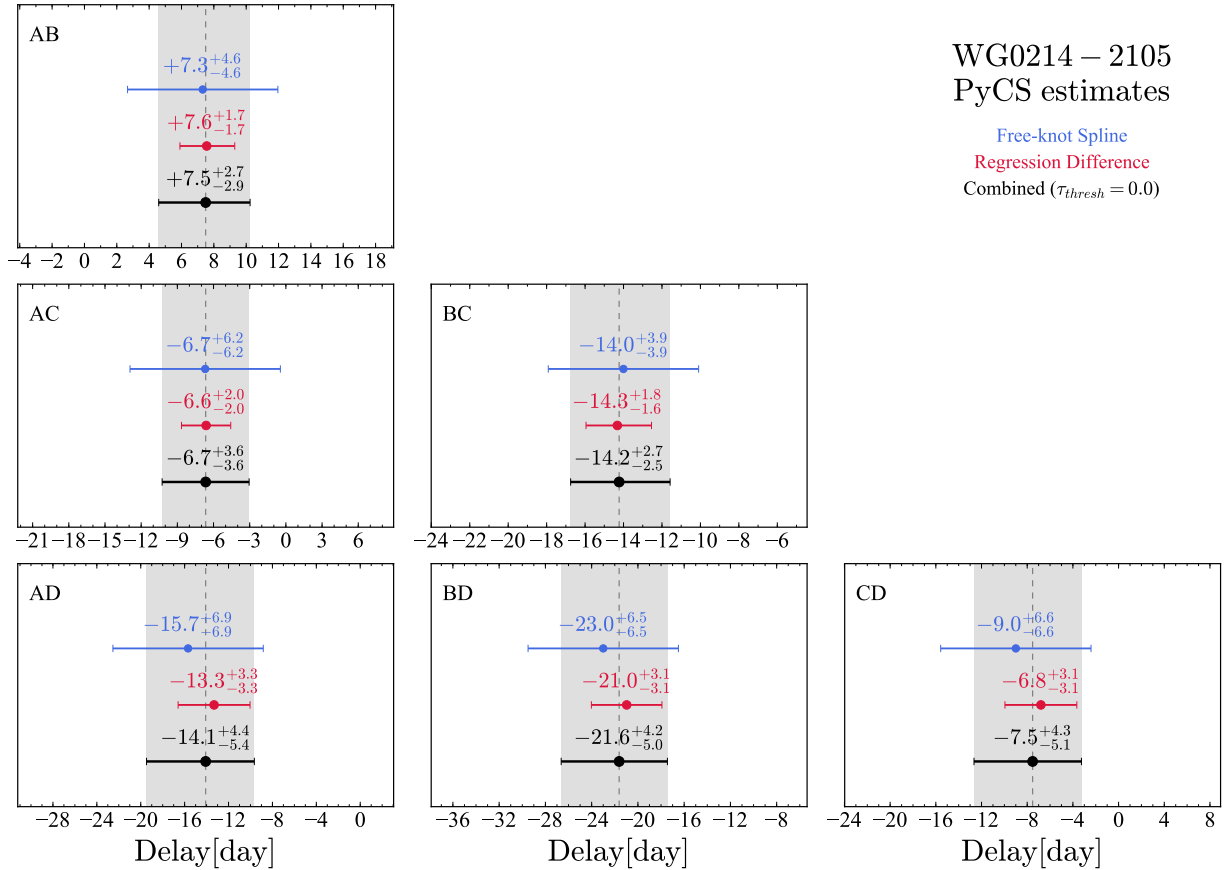 AB
+7.3 +4.6 −4.6
+7.6 +1.7 −1.7
+7.5 +2.7 −2.9
−4 −2 0 2 4 6 8 10 12 14 16 18
WG0214 − 2105
PyCS estimates
Free-knot Spline
Regression Difference
Combined (τthresh = 0.0)
AC
−6.7 +6.2 −6.2
−6.6 +2.0 −2.0
−6.7 +3.6 −3.6
−21 −18 −15 −12 −9 −6 −3 0 3 6
BC
−14.0 +3.9 −3.9
−14.3 +1.8 −1.6
−14.2 +2.7 −2.5
−24 −22 −20 −18 −16 −14 −12 −10 −8 −6
AD
−15.7 +6.9 −6.9
−13.3 +3.3 −3.3
−14.1 +4.4 −5.4
−28 −24 −20 −16 −12 −8 −4 0
Delay[day]
BD
−23.0 +6.5 −6.5
−21.0 +3.1 −3.1
−21.6 +4.2 −5.0
−36 −32 −28 −24 −20 −16 −12 −8
Delay[day]
CD
−9.0 +6.6 −6.6
−6.8 +3.1 −3.1
−7.5 +4.3 −5.1
−24 −20 −16 −12 −8 −4 0 4 8
Delay[day]